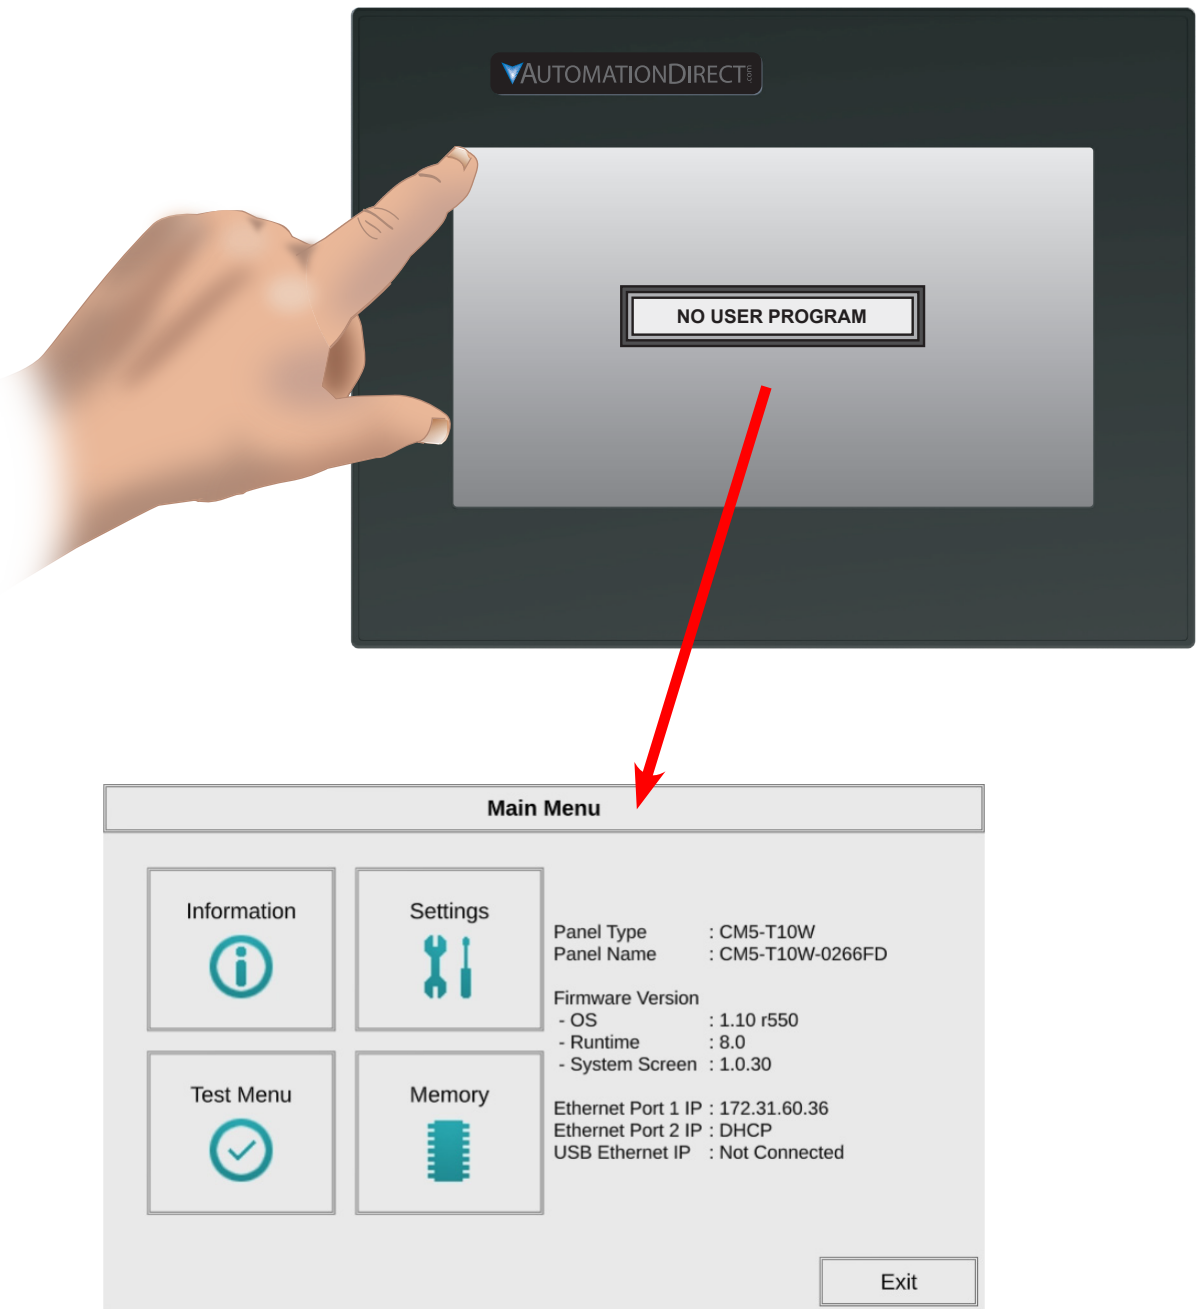 AUTOMATIONDIRECT.com
NO USER PROGRAM
Main Menu
Information
Settings
Test Menu
Memory
Panel Type : CM5-T10W
Panel Name : CM5-T10W-0266FD
Firmware Version
- OS : 1.10 r550
- Runtime : 8.0
- System Screen : 1.0.30
Ethernet Port 1 IP : 172.31.60.36
Ethernet Port 2 IP : DHCP
USB Ethernet IP : Not Connected
Exit